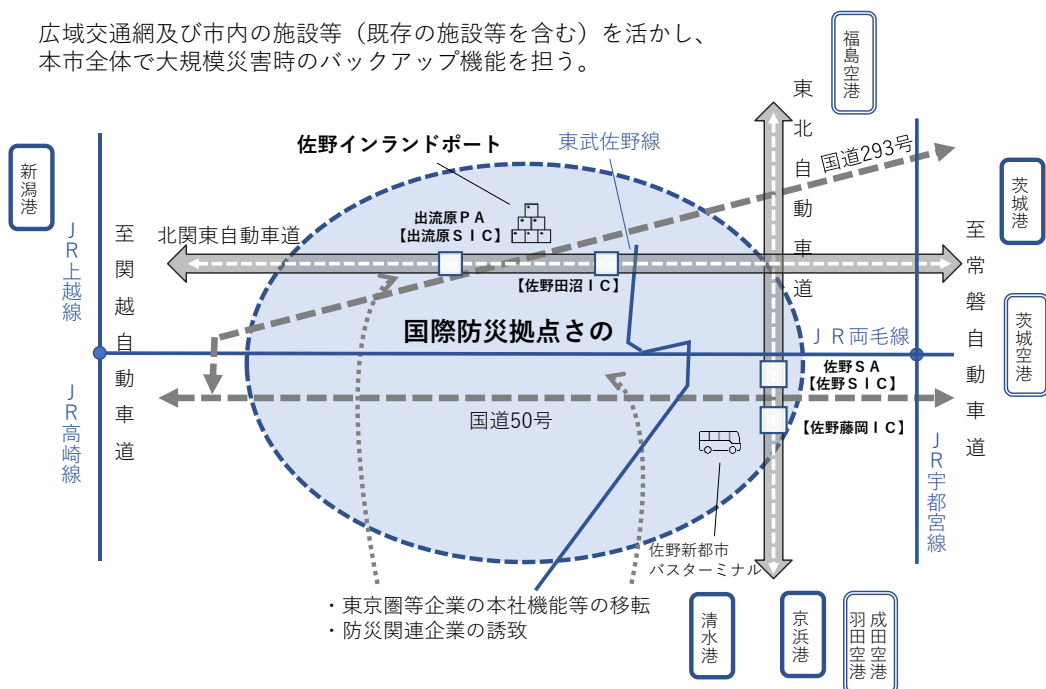 広域交通網及び市内の施設等（既存の施設等を含む）を活かし、
本市全体で大規模災害時のバックアップ機能を担う。
福島空港
東北自動車道
佐野インランドポート
東武佐野線
国道293号
新潟港
茨城港
出流原ＰＡ
【出流原ＳＩＣ】
ＪＲ上越線
至関越自動車道
北関東自動車道
至常磐自動車道
【佐野田沼ＩＣ】
国際防災拠点さの
ＪＲ両毛線
茨城空港
佐野ＳＡ
【佐野ＳＩＣ】
ＪＲ高崎線
国道50号
【佐野藤岡ＩＣ】
ＪＲ宇都宮線
佐野新都市
バスターミナル
・東京圏等企業の本社機能等の移転
・防災関連企業の誘致
清水港
京浜港
成田空港
羽田空港